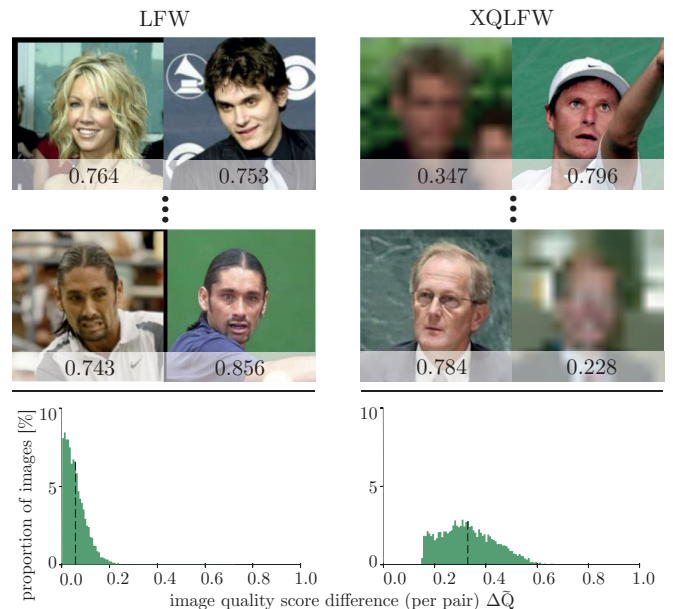 LFW XQLFW
0.764 0.753 0.347 0.796
0.743 0.856 0.784 0.228
proportion of images [%]
10 10
5 5
0 0
0.0 0.2 0.4 0.6 0.8 1.0 0.0 0.2 0.4 0.6 0.8 1.0
image quality score difference (per pair) ΔQ̃